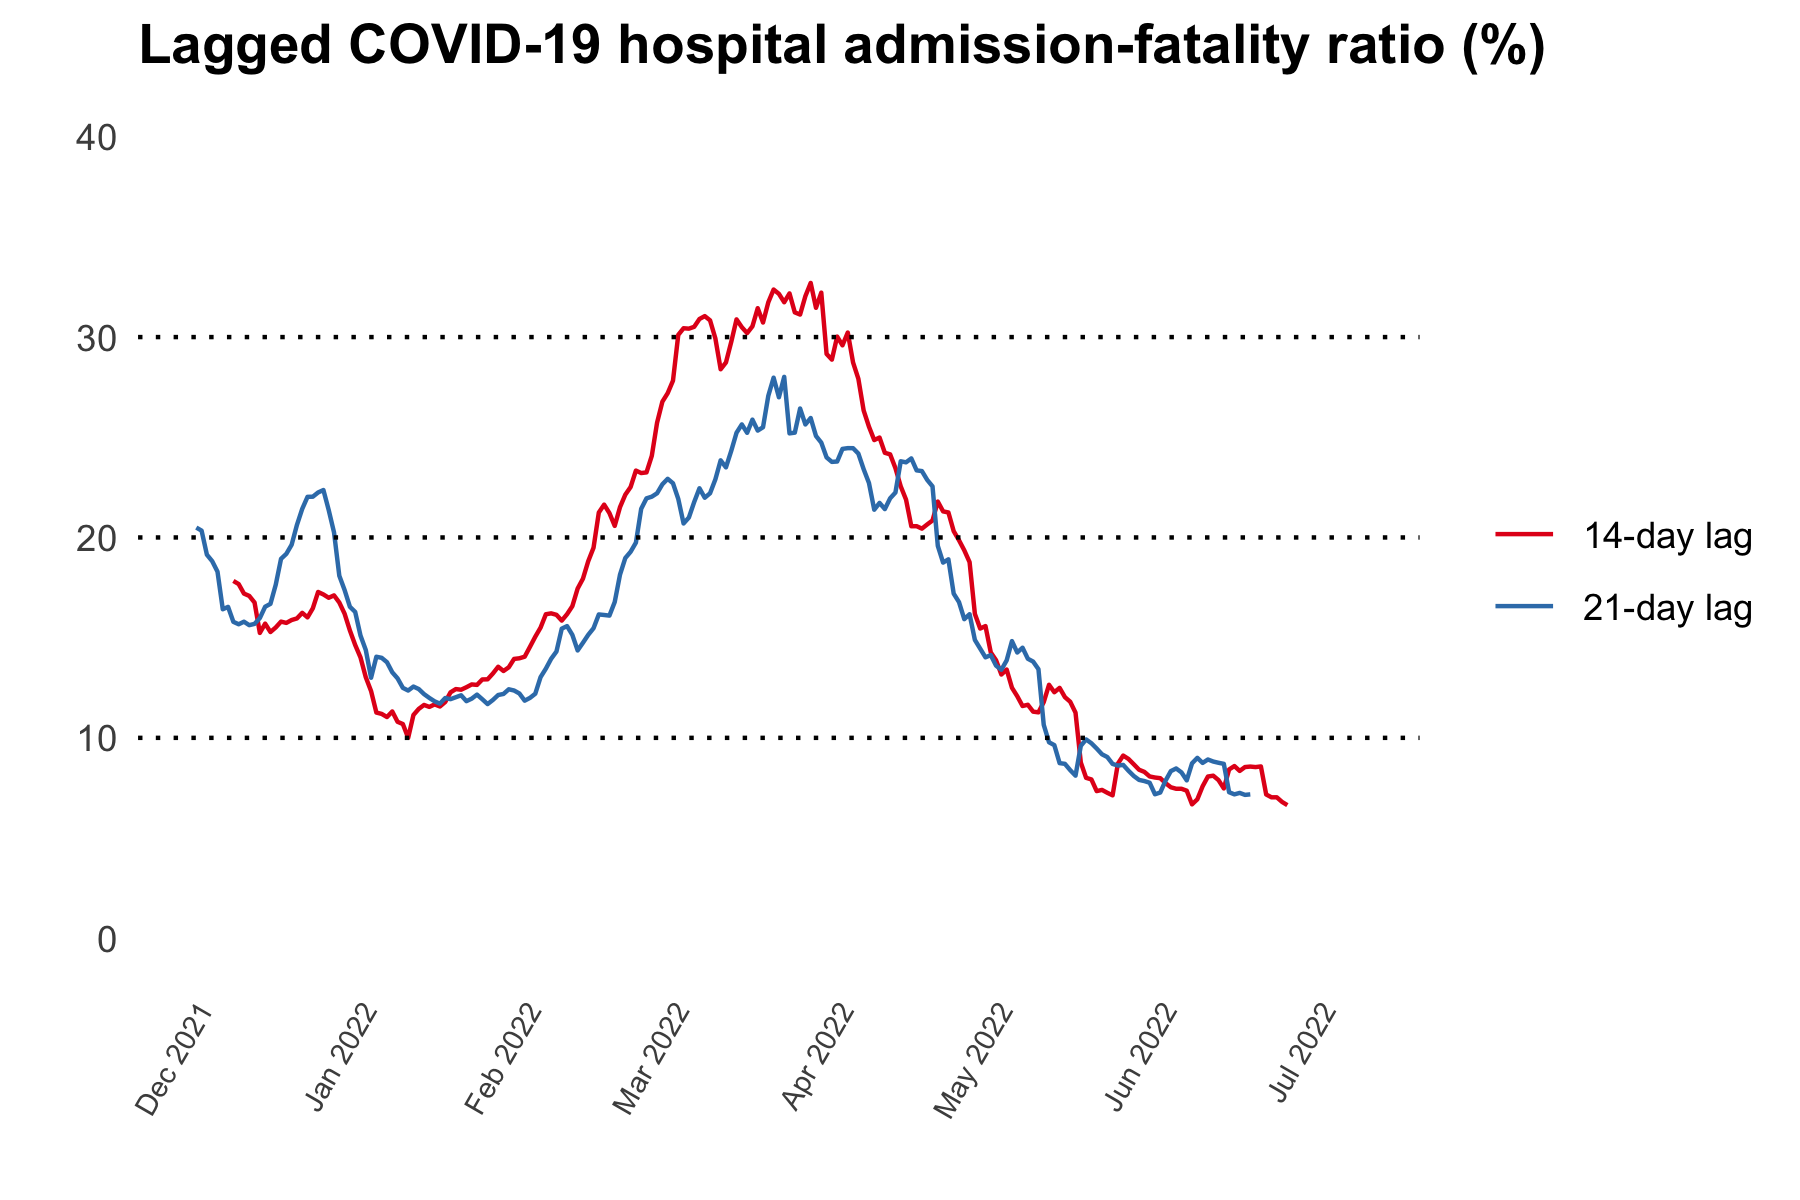 Lagged COVID-19 hospital admission-fatality ratio (%)
40
30
20
10
0
14-day lag
21-day lag
Dec 2021
Jan 2022
Feb 2022
Mar 2022
Apr 2022
May 2022
Jun 2022
Jul 2022